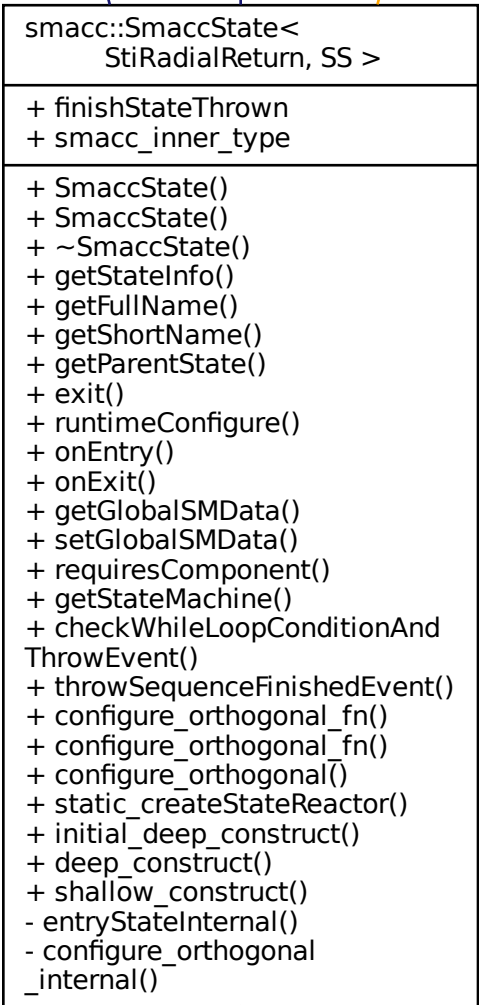 smacc::SmaccState<
StiRadialReturn, SS >
+ finishStateThrown
+ smacc_inner_type
+ SmaccState()
+ SmaccState()
+ ~SmaccState()
+ getStateInfo()
+ getFullName()
+ getShortName()
+ getParentState()
+ exit()
+ runtimeConfigure()
+ onEntry()
+ onExit()
+ getGlobalSMData()
+ setGlobalSMData()
+ requiresComponent()
+ getStateMachine()
+ checkWhileLoopConditionAnd
ThrowEvent()
+ throwSequenceFinishedEvent()
+ configure_orthogonal_fn()
+ configure_orthogonal_fn()
+ configure_orthogonal()
+ static_createStateReactor()
+ initial_deep_construct()
+ deep_construct()
+ shallow_construct()
- entryStateInternal()
- configure_orthogonal
_internal()